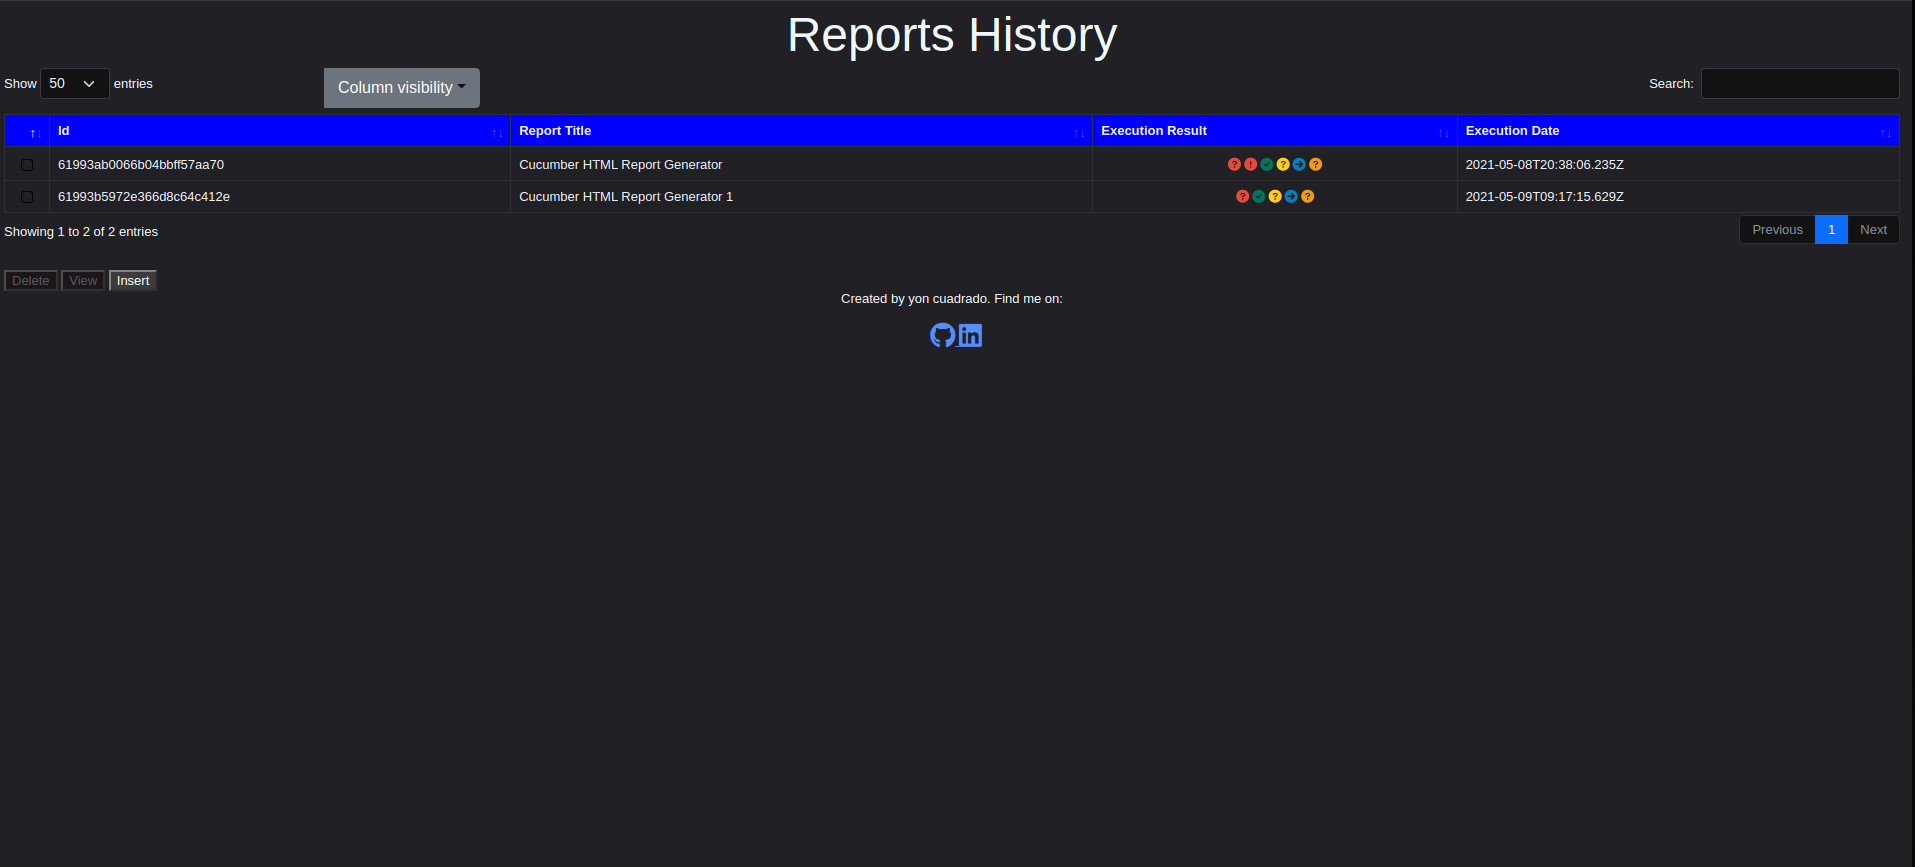 Reports History
Show 50 entries Column visibility Search:
Id Report Title Execution Result Execution Date
61993ab0066b04bbff57aa70 Cucumber HTML Report Generator 2021-05-08T20:38:06.235Z
61993b5972e366d8c64c412e Cucumber HTML Report Generator 1 2021-05-09T09:17:15.629Z
Showing 1 to 2 of 2 entries Previous 1 Next
Delete View Insert
Created by yon cuadrado. Find me on:
in